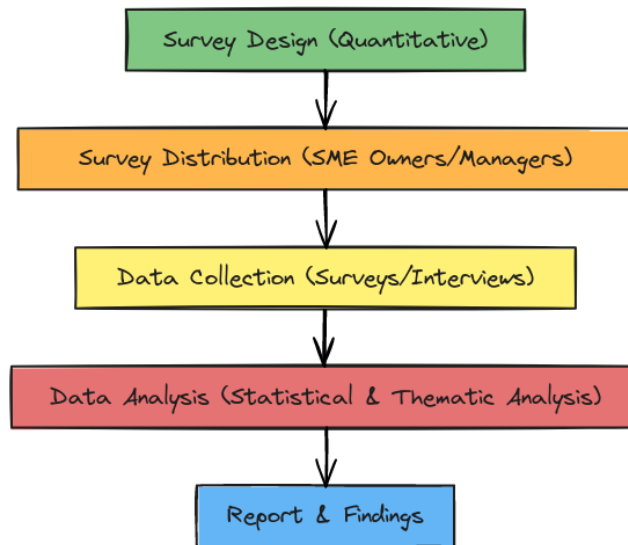 Survey Design (Quantitative)
Survey Distribution (SME Owners/Managers)
Data Collection (Surveys/Interviews)
Data Analysis (Statistical & Thematic Analysis)
Report & Findings